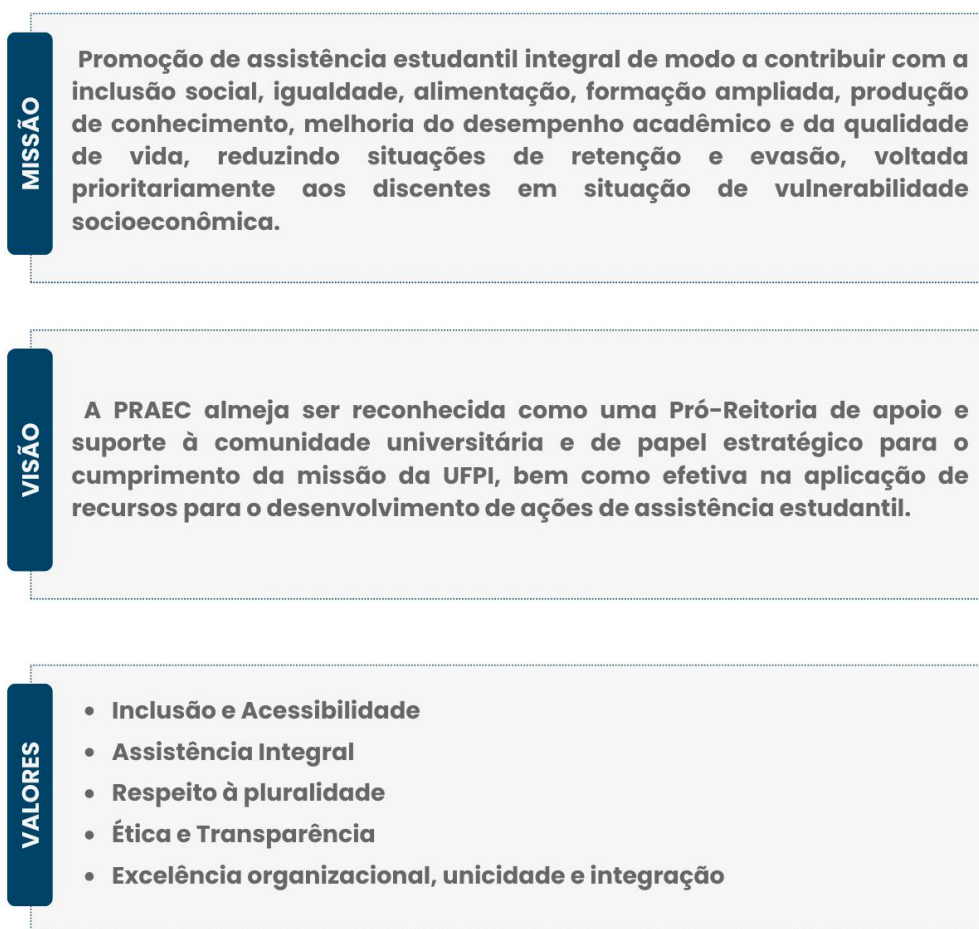 MISSÃO
Promoção de assistência estudantil integral de modo a contribuir com a
inclusão social, igualdade, alimentação, formação ampliada, produção
de conhecimento, melhoria do desempenho acadêmico e da qualidade
de vida, reduzindo situações de retenção e evasão, voltada
prioritariamente aos discentes em situação de vulnerabilidade
socioeconômica.
VISÃO
A PRAEC almeja ser reconhecida como uma Pró-Reitoria de apoio e
suporte à comunidade universitária e de papel estratégico para o
cumprimento da missão da UFPI, bem como efetiva na aplicação de
recursos para o desenvolvimento de ações de assistência estudantil.
VALORES
• Inclusão e Acessibilidade
• Assistência Integral
• Respeito à pluralidade
• Ética e Transparência
• Excelência organizacional, unicidade e integração